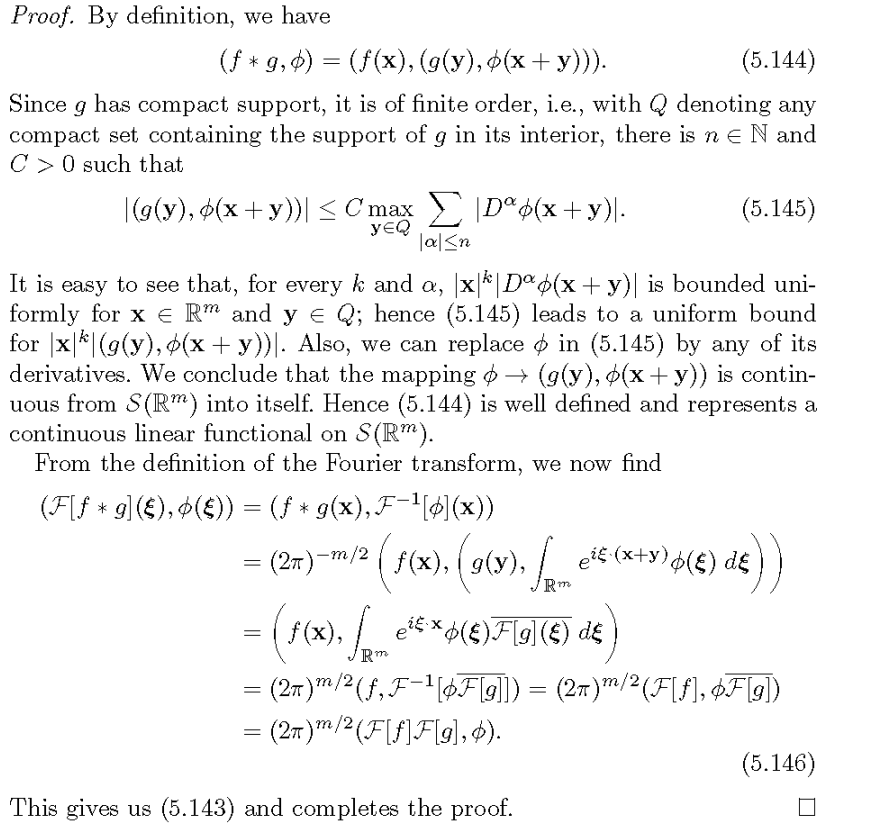 Proof. By definition, we have
(f ∗ g, ϕ) = (f(x), (g(y), ϕ(x + y))). (5.144)
Since g has compact support, it is of finite order, i.e., with Q denoting any
compact set containing the support of g in its interior, there is n ∈ ℕ and
C > 0 such that
|(g(y), ϕ(x + y))| ≤ C max_{y∈Q} ∑_{|α|≤n} |D^α ϕ(x + y)|. (5.145)
It is easy to see that, for every k and α, |x|^k |D^α ϕ(x + y)| is bounded uni-
formly for x ∈ ℝ^m and y ∈ Q; hence (5.145) leads to a uniform bound
for |x|^k |(g(y), ϕ(x + y))|. Also, we can replace ϕ in (5.145) by any of its
derivatives. We conclude that the mapping ϕ → (g(y), ϕ(x + y)) is contin-
uous from 𝒮(ℝ^m) into itself. Hence (5.144) is well defined and represents a
continuous linear functional on 𝒮(ℝ^m).
From the definition of the Fourier transform, we now find
(ℱ[f ∗ g](ξ), ϕ(ξ)) = (f ∗ g(x), ℱ^{−1}[ϕ](x))
= (2π)^{−m/2} (f(x), (g(y), ∫_{ℝ^m} e^{iξ·(x+y)} ϕ(ξ) dξ))
= (f(x), ∫_{ℝ^m} e^{iξ·x} ϕ(ξ) \overline{ℱ[g](ξ)} dξ)
= (2π)^{m/2} (f, ℱ^{−1}[ϕ\overline{ℱ[g]}]) = (2π)^{m/2} (ℱ[f], ϕ\overline{ℱ[g]})
= (2π)^{m/2} (ℱ[f]ℱ[g], ϕ).
(5.146)
This gives us (5.143) and completes the proof. □